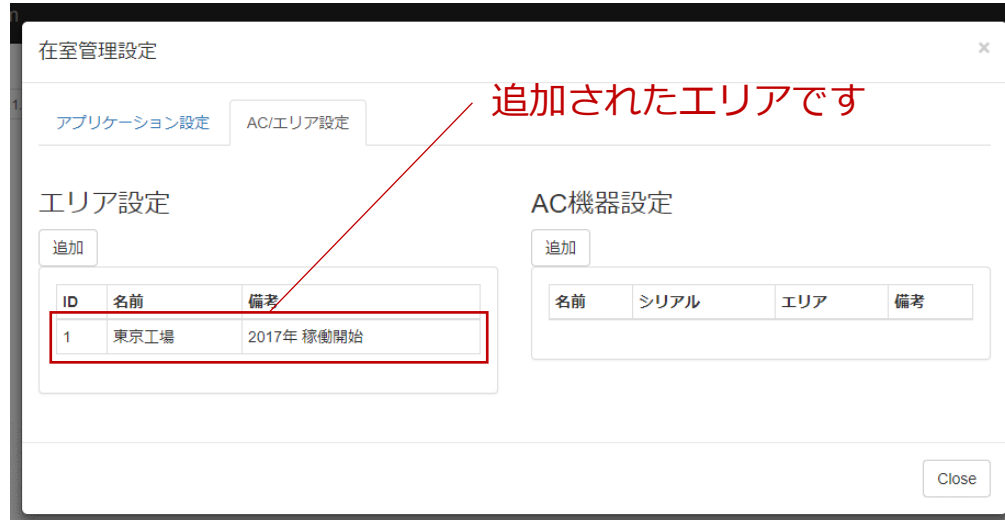 在室管理設定
×
追加されたエリアです
アプリケーション設定 AC/エリア設定
エリア設定
追加
ID 名前 備考
1 東京工場 2017年 稼働開始
AC機器設定
追加
名前 シリアル エリア 備考
Close